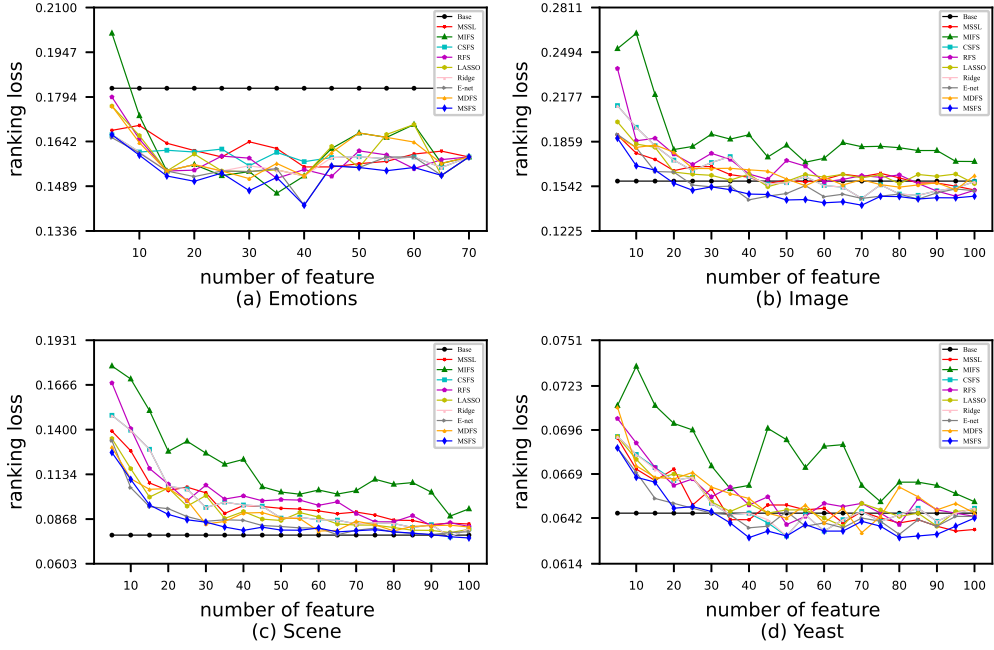 0.2100
0.1947
0.1794
0.1642
0.1489
0.1336
ranking loss
10 20 30 40 50 60 70
number of feature
(a) Emotions
Base
MSSL
MIFS
CSFS
RFS
LASSO
Ridge
E-net
MDFS
MSFS
0.2811
0.2494
0.2177
0.1859
0.1542
0.1225
ranking loss
10 20 30 40 50 60 70 80 90 100
number of feature
(b) Image
Base
MSSL
MIFS
CSFS
RFS
LASSO
Ridge
E-net
MDFS
MSFS
0.1931
0.1666
0.1400
0.1134
0.0868
0.0603
ranking loss
10 20 30 40 50 60 70 80 90 100
number of feature
(c) Scene
Base
MSSL
MIFS
CSFS
RFS
LASSO
Ridge
E-net
MDFS
MSFS
0.0751
0.0723
0.0696
0.0669
0.0642
0.0614
ranking loss
10 20 30 40 50 60 70 80 90 100
number of feature
(d) Yeast
Base
MSSL
MIFS
CSFS
RFS
LASSO
Ridge
E-net
MDFS
MSFS